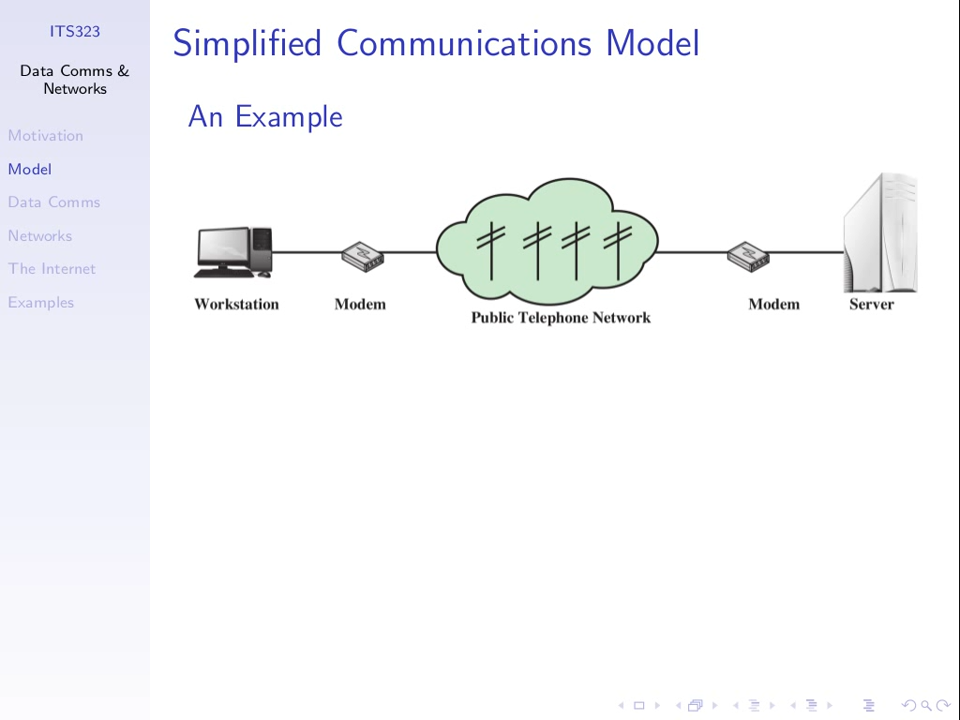 ITS323
Data Comms &
Networks
Motivation
Model
Data Comms
Networks
The Internet
Examples
Simplified Communications Model
An Example
Workstation
Modem
Public Telephone Network
Modem
Server